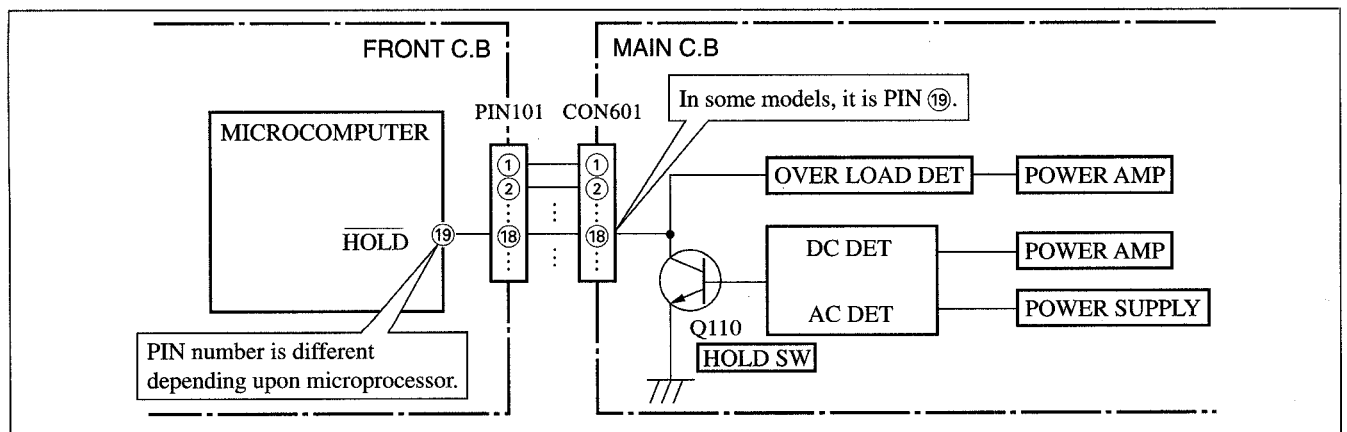 FRONT C.B
MAIN C.B
PIN101
CON601
In some models, it is PIN ⑲.
MICROCOMPUTER
①
①
②
②
OVER LOAD DET
POWER AMP
H̅O̅L̅D̅
⑲
⑱
⑱
DC DET
POWER AMP
AC DET
POWER SUPPLY
Q110
HOLD SW
PIN number is different
depending upon microprocessor.